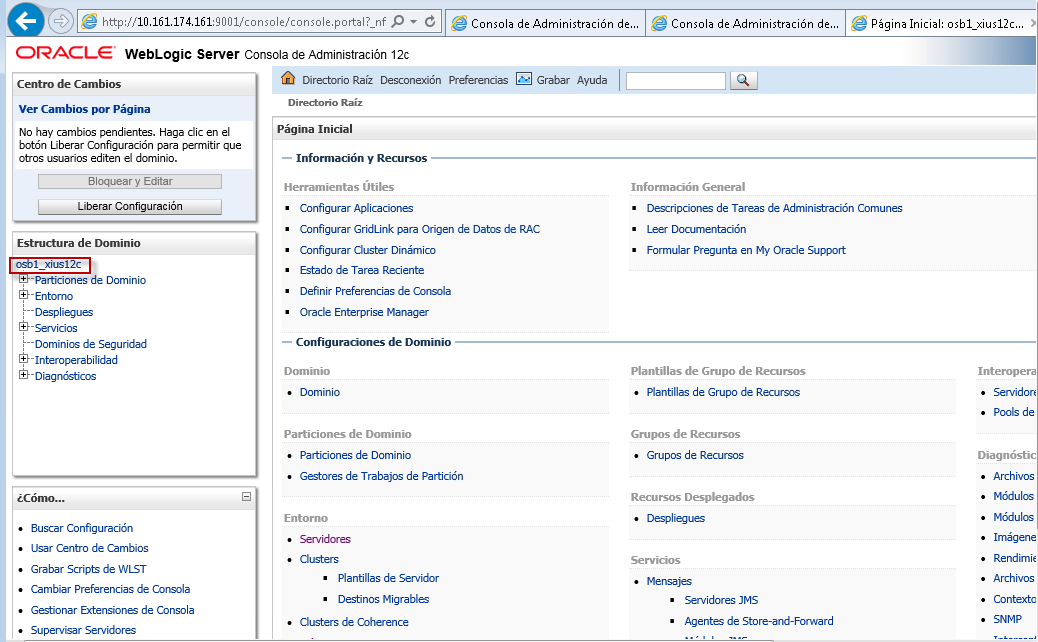 http://10.161.174.161:9001/console/console.portal?_nf
Consola de Administración de...
Consola de Administración de...
Página Inicial: osb1_xius12c...
ORACLE WebLogic Server Consola de Administración 12c
Centro de Cambios
Ver Cambios por Página
No hay cambios pendientes. Haga clic en el
botón Liberar Configuración para permitir que
otros usuarios editen el dominio.
Bloquear y Editar
Liberar Configuración
Estructura de Dominio
osb1_xius12c
Particiones de Dominio
Entorno
Despliegues
Servicios
Dominios de Seguridad
Interoperabilidad
Diagnósticos
¿Cómo...
Buscar Configuración
Usar Centro de Cambios
Grabar Scripts de WLST
Cambiar Preferencias de Consola
Gestionar Extensiones de Consola
Supervisar Servidores
Directorio Raíz Desconexión Preferencias Grabar Ayuda
Directorio Raíz
Página Inicial
Información y Recursos
Herramientas Útiles
Configurar Aplicaciones
Configurar GridLink para Origen de Datos de RAC
Configurar Cluster Dinámico
Estado de Tarea Reciente
Definir Preferencias de Consola
Oracle Enterprise Manager
Información General
Descripciones de Tareas de Administración Comunes
Leer Documentación
Formular Pregunta en My Oracle Support
Configuraciones de Dominio
Dominio
Dominio
Particiones de Dominio
Particiones de Dominio
Gestores de Trabajos de Partición
Entorno
Servidores
Clusters
Plantillas de Servidor
Destinos Migrables
Clusters de Coherence
Plantillas de Grupo de Recursos
Plantillas de Grupo de Recursos
Grupos de Recursos
Grupos de Recursos
Recursos Desplegados
Despliegues
Servicios
Mensajes
Servidores JMS
Agentes de Store-and-Forward
Módulos JMS
Interopera
Servidore
Pools de
Diagnóstic
Archivos
Módulos
Módulos
Imágene
Rendimie
Archivos
Contexto
SNMP